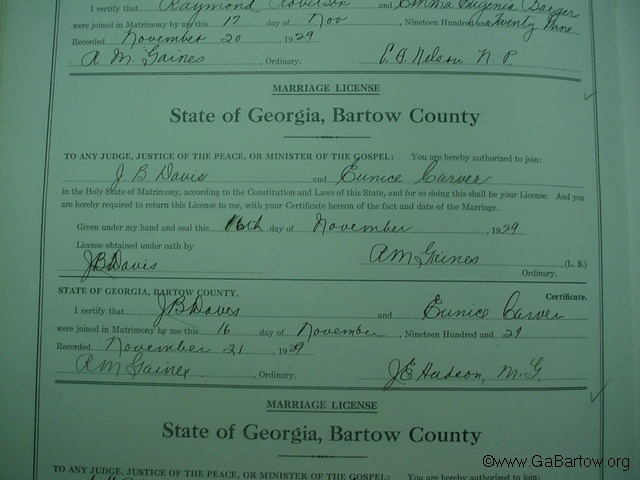 I certify that Raymond Roverson and Emma Eugenia Barger
were joined in Matrimony by me this 17 day of Nov, Nineteen Hundred and Twenty Nine
Recorded November 20, 1929
A M. Gaines, Ordinary. C. B. Nelson N. P.
MARRIAGE LICENSE
State of Georgia, Bartow County
TO ANY JUDGE, JUSTICE OF THE PEACE, OR MINISTER OF THE GOSPEL: You are hereby authorized to join:
J B Davis and Eunice Carver
in the Holy State of Matrimony, according to the Constitution and Laws of this State, and for so doing this shall be your License. And you
are hereby required to return this License to me, with your Certificate hereon of the fact and date of the Marriage.
Given under my hand and seal this 16th day of November, 1929
License obtained under oath by
J B Davis A M Gaines (L. S.)
Ordinary.
STATE OF GEORGIA, BARTOW COUNTY. Certificate.
I certify that J B Davis and Eunice Carver
were joined in Matrimony by me this 16 day of November, Nineteen Hundred and 29
Recorded November 21, 1929
A M Gaines, Ordinary. J E Hudson, M. G.
MARRIAGE LICENSE
State of Georgia, Bartow County
TO ANY JUDGE, JUSTICE OF THE PEACE, OR MINISTER OF THE GOSPEL: You are hereby authorized to join:
©www.GaBartow.org